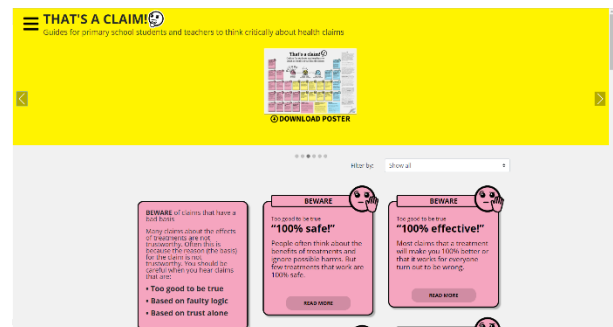 THAT'S A CLAIM!
Guides for primary school students and teachers to think critically about health claims
That's a claim!
DOWNLOAD POSTER
Filter by:
Show all
BEWARE of claims that have a
bad basis
Many claims about the effects
of treatments are not
trustworthy. Often this is
because the reason (the basis)
for the claim is not
trustworthy. You should be
careful when you hear claims
that are:
• Too good to be true
• Based on faulty logic
• Based on trust alone
BEWARE
Too good to be true
"100% safe!"
People often think about the
benefits of treatments and
ignore possible harms. But
few treatments that work are
100% safe.
READ MORE
BEWARE
Too good to be true
"100% effective!"
Most claims that a treatment
will make you 100% better or
that it works for everyone
turn out to be wrong.
READ MORE